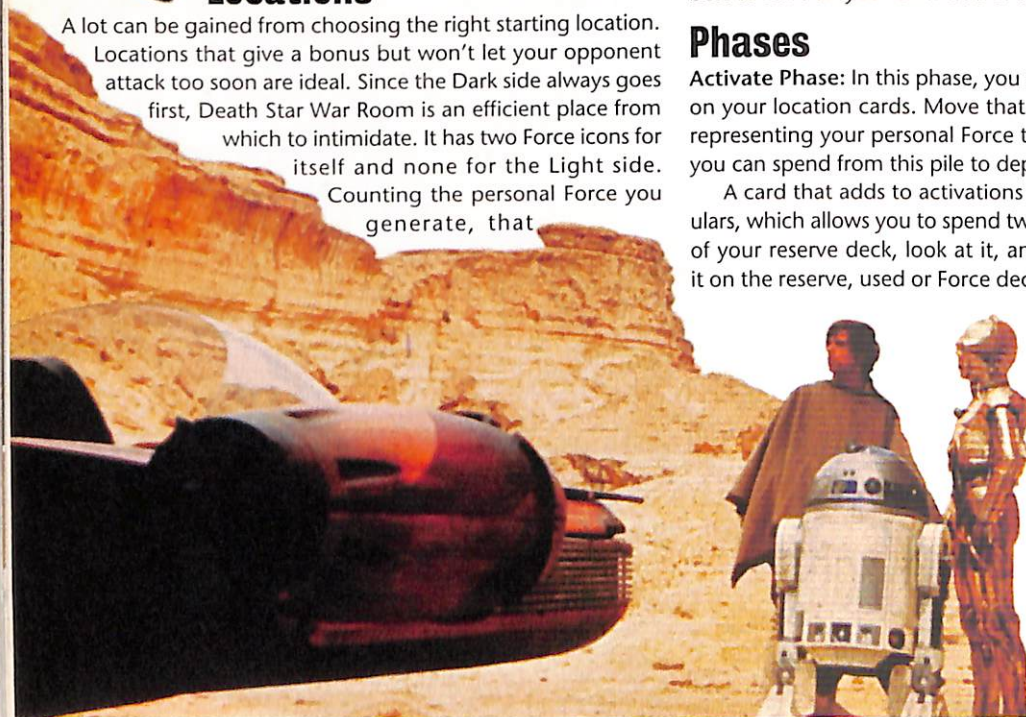 Locations
A lot can be gained from choosing the right starting location.
Locations that give a bonus but won’t let your opponent
attack too soon are ideal. Since the Dark side always goes
first, Death Star War Room is an efficient place from
which to intimidate. It has two Force icons for
itself and none for the Light side.
Counting the personal Force you
generate, that
Phases
Activate Phase: In this phase, you
on your location cards. Move that
representing your personal Force t
you can spend from this pile to dep
A card that adds to activations
ulars, which allows you to spend tw
of your reserve deck, look at it, an
it on the reserve, used or Force dec